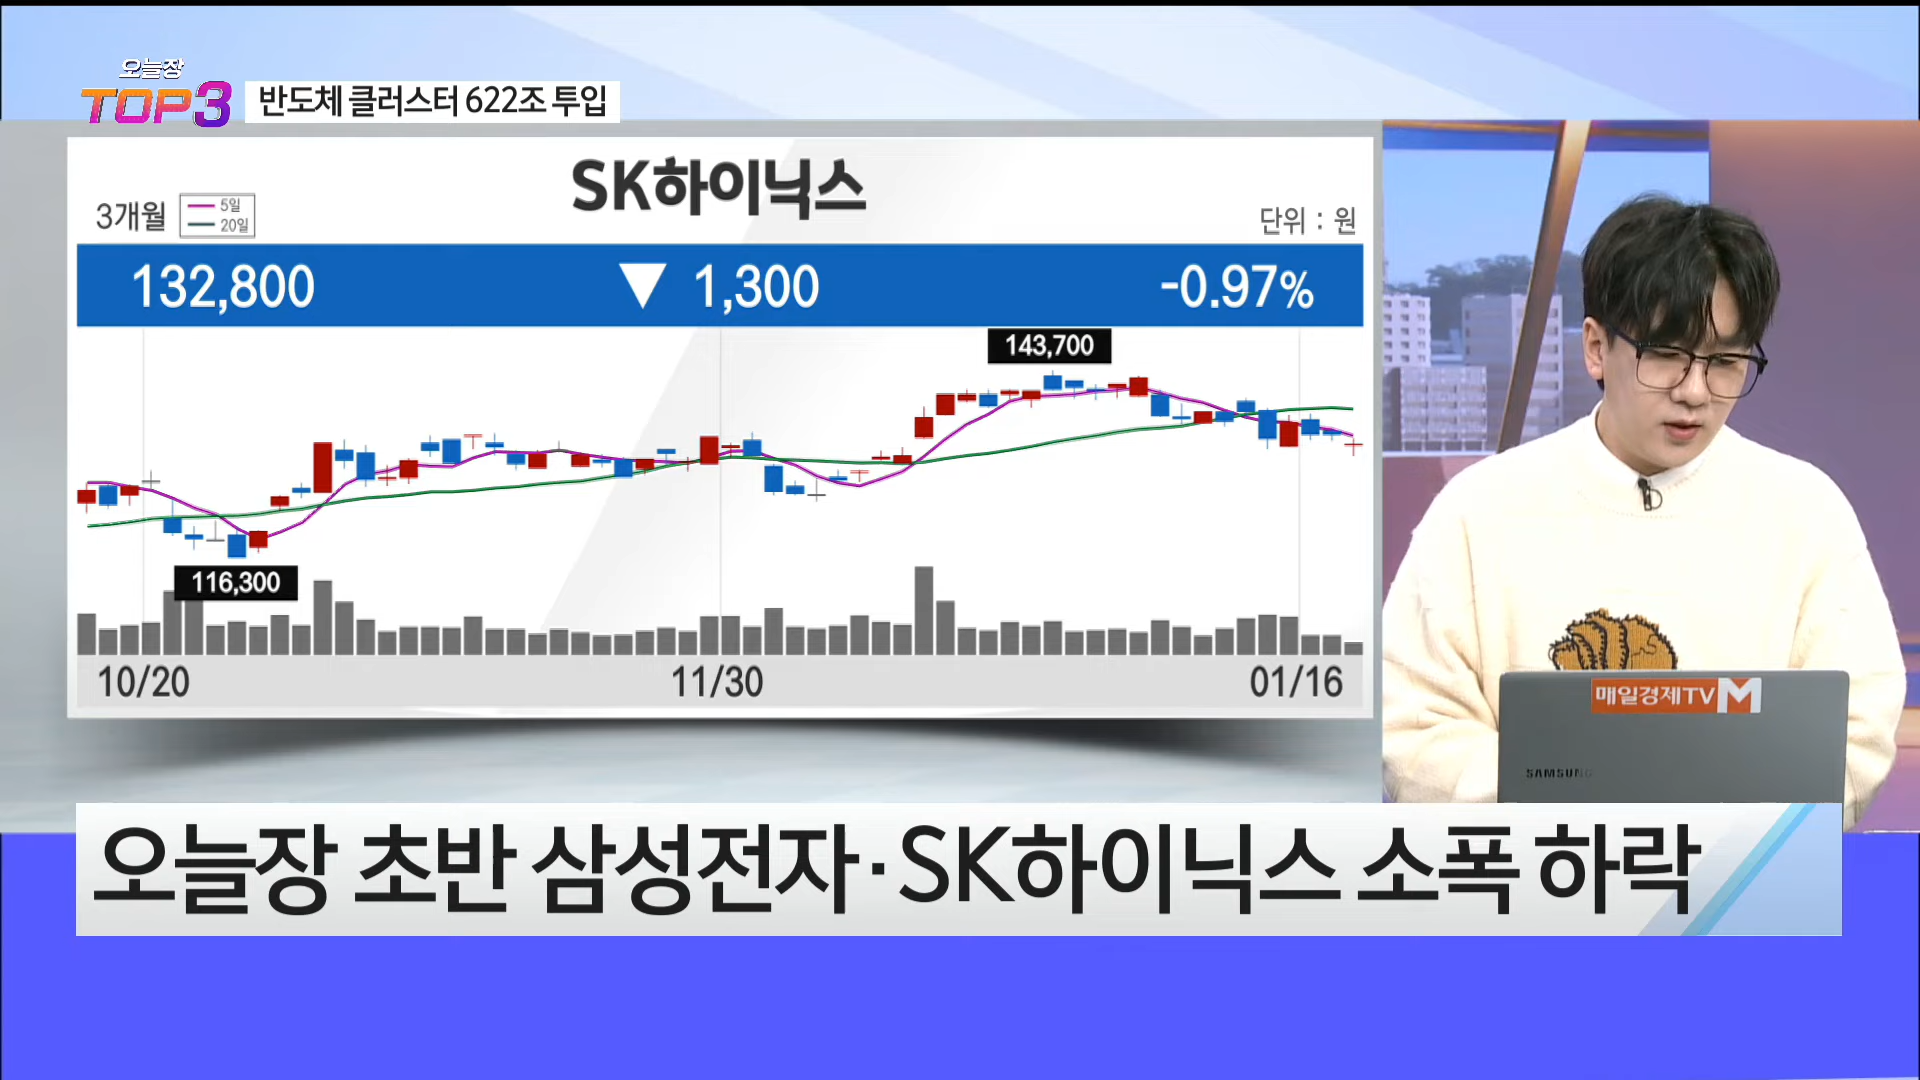 오늘장
TOP3
반도체 클러스터 622조 투입
SK하이닉스
3개월
5일
20일
단위 : 원
132,800 ▼ 1,300 -0.97%
143,700
116,300
10/20 11/30 01/16
매일경제TV M
SAMSUNG
오늘장 초반 삼성전자·SK하이닉스 소폭 하락